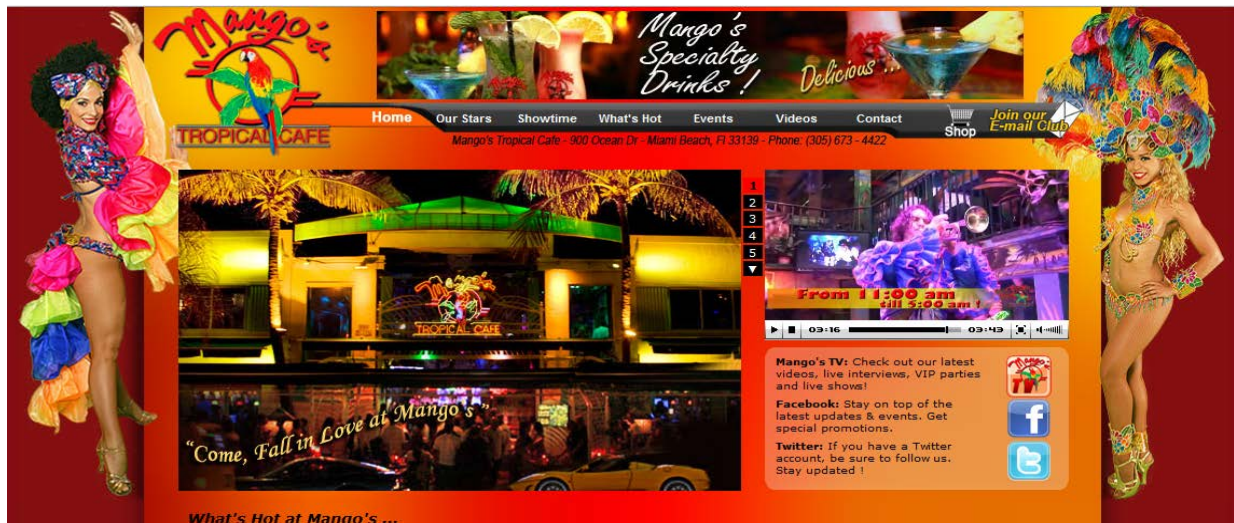 Mango's
TROPICAL CAFE
Mango's
Specialty
Drinks !
Delicious ...
Home
Our Stars
Showtime
What's Hot
Events
Videos
Contact
Shop
Join our
E-mail Club
Mango's Tropical Cafe - 900 Ocean Dr - Miami Beach, Fl 33139 - Phone: (305) 673 - 4422
Mango's
TROPICAL CAFE
"Come, Fall in Love at Mango's"
1
2
3
4
5
▼
From 11:00 am
till 5:00 am !
03:16
03:43
Mango's TV: Check out our latest
videos, live interviews, VIP parties
and live shows!
Mango's
TV
Facebook: Stay on top of the
latest updates & events. Get
special promotions.
f
Twitter: If you have a Twitter
account, be sure to follow us.
Stay updated !
t
What's Hot at Mango's ...